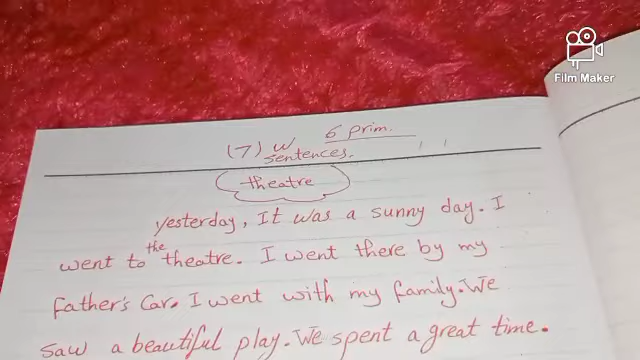 Film Maker
6 prim.
(7) w
sentences.
theatre
yesterday, It was a sunny day. I
went to the theatre. I went there by my
father's Car. I went with my family. We
saw a beautiful play. We spent a great time.